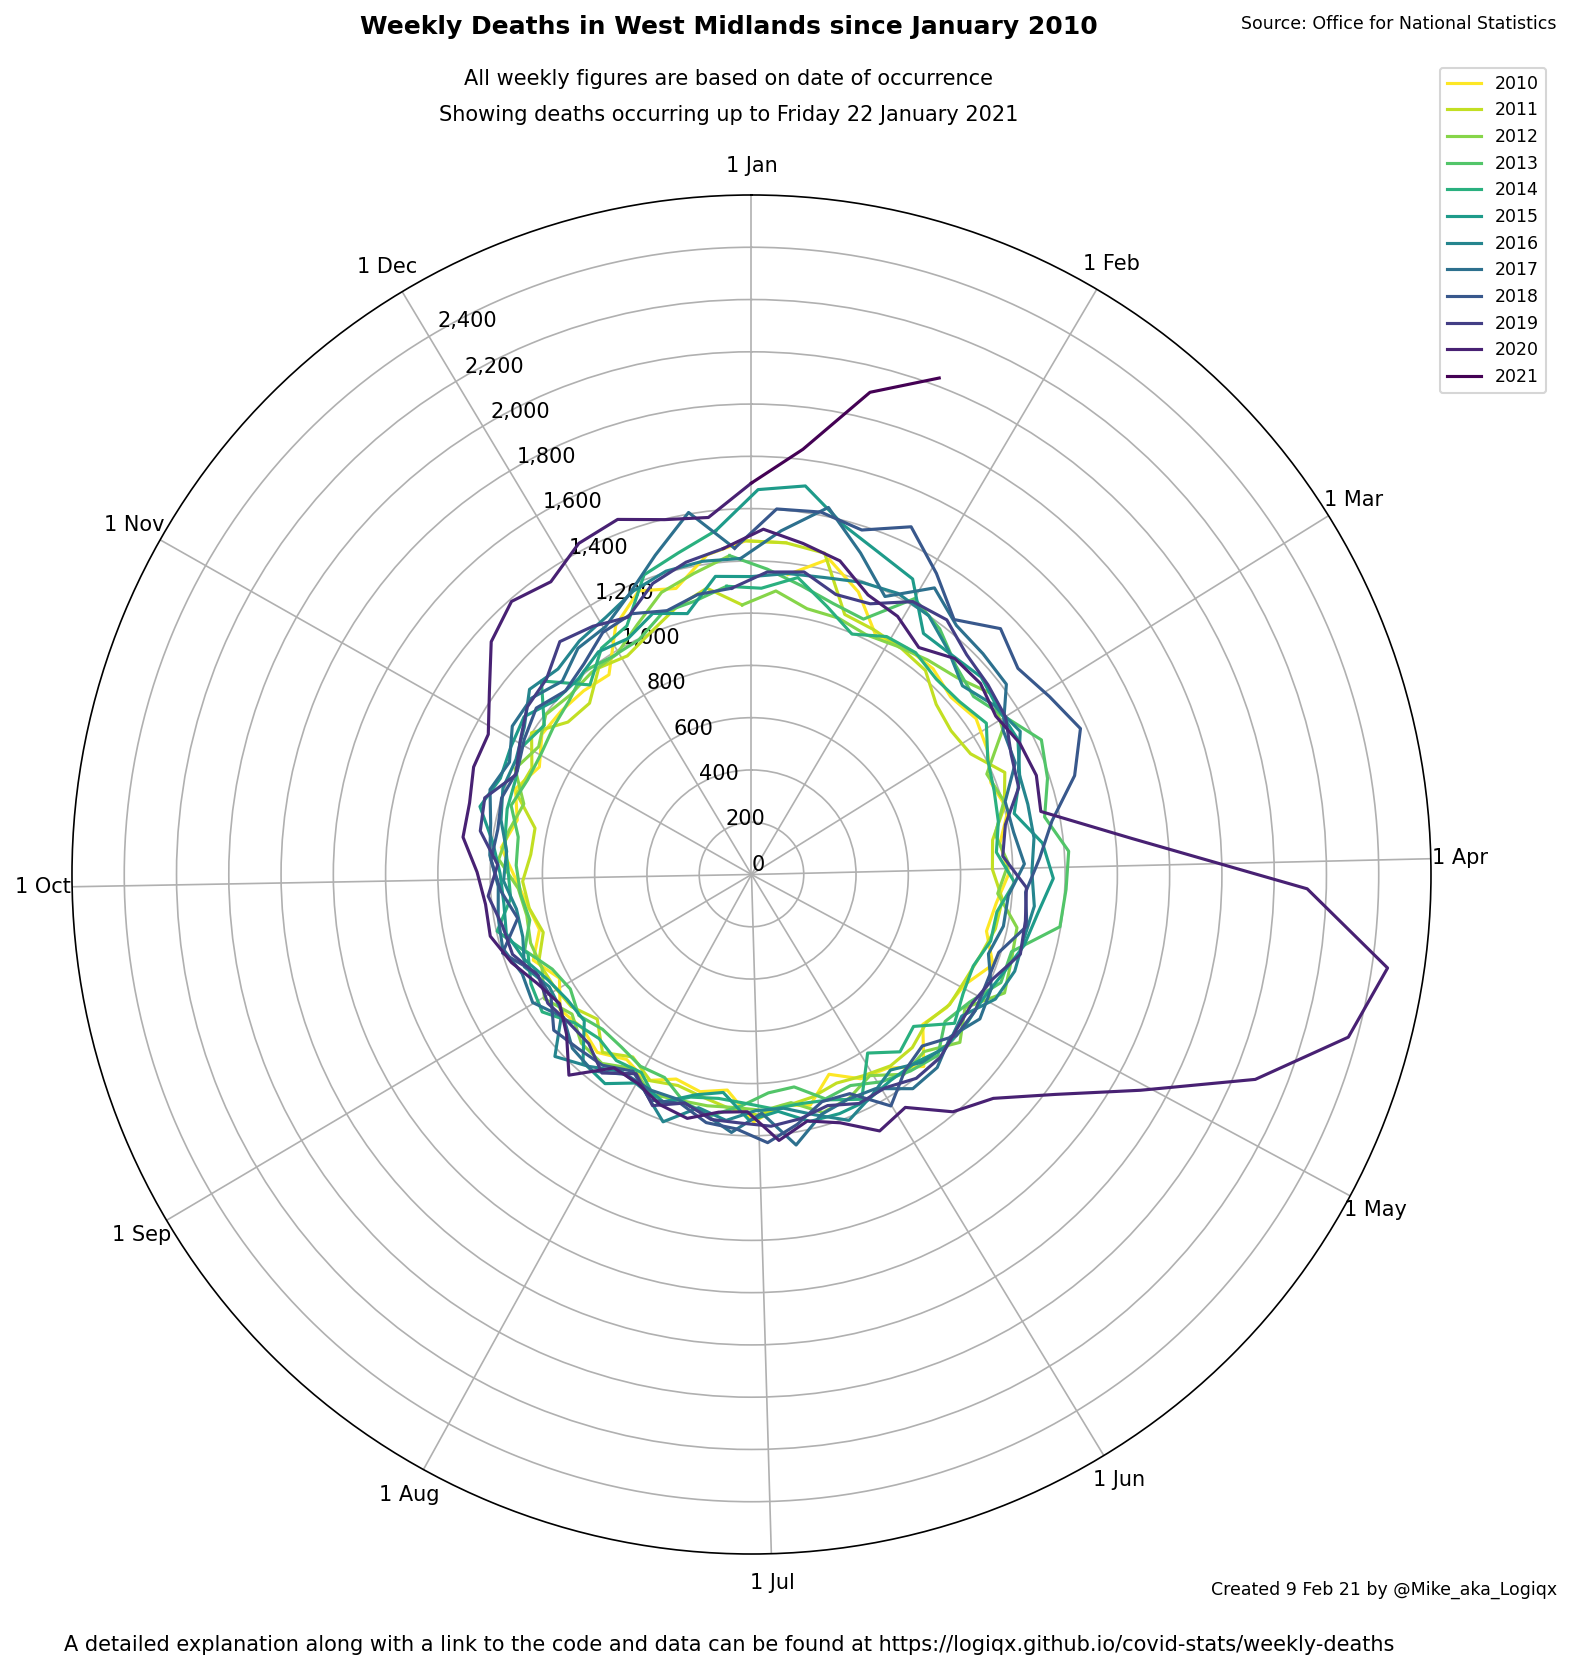 Weekly Deaths in West Midlands since January 2010
Source: Office for National Statistics
All weekly figures are based on date of occurrence
Showing deaths occurring up to Friday 22 January 2021
2010
2011
2012
2013
2014
2015
2016
2017
2018
2019
2020
2021
1 Jan
1 Feb
1 Mar
1 Apr
1 May
1 Jun
1 Jul
1 Aug
1 Sep
1 Oct
1 Nov
1 Dec
2,400
2,200
2,000
1,800
1,600
1,400
1,200
1,000
800
600
400
200
0
Created 9 Feb 21 by @Mike_aka_Logiqx
A detailed explanation along with a link to the code and data can be found at https://logiqx.github.io/covid-stats/weekly-deaths